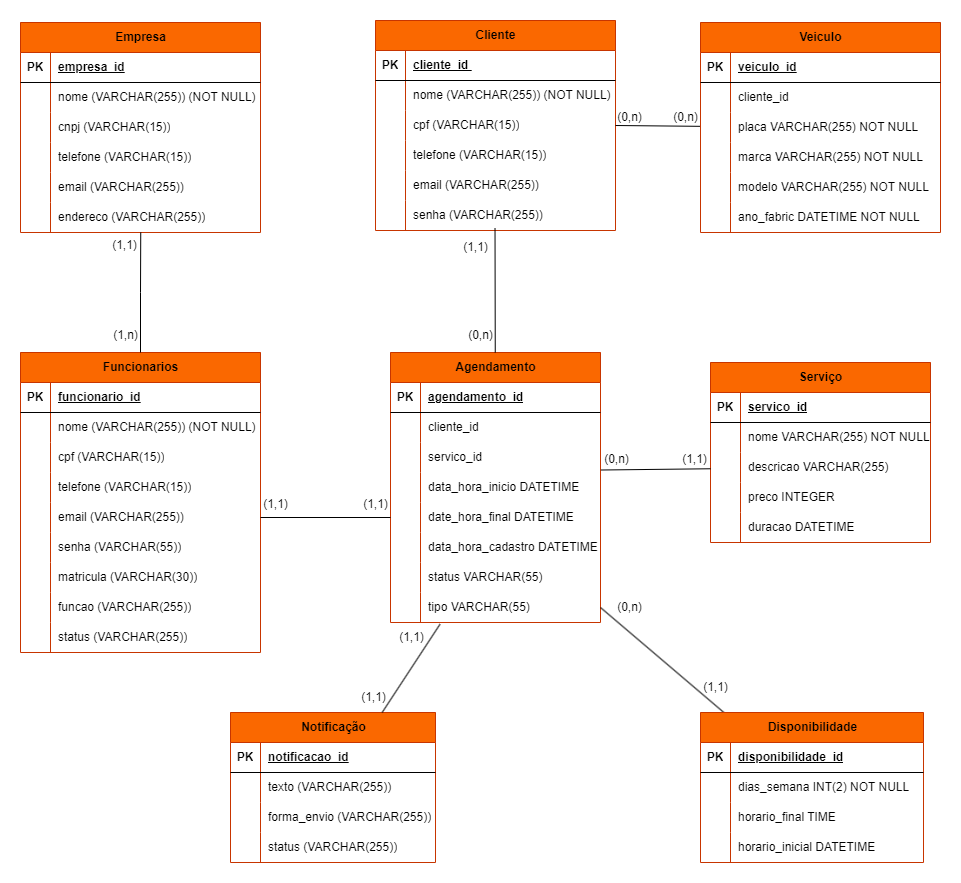 Empresa
PK empresa_id
nome (VARCHAR(255)) (NOT NULL)
cnpj (VARCHAR(15))
telefone (VARCHAR(15))
email (VARCHAR(255))
endereco (VARCHAR(255))
(1,1)
(1,n)
Cliente
PK cliente_id
nome (VARCHAR(255)) (NOT NULL)
cpf (VARCHAR(15))
telefone (VARCHAR(15))
email (VARCHAR(255))
senha (VARCHAR(255))
(0,n)
(0,n)
(1,1)
(0,n)
Veiculo
PK veiculo_id
cliente_id
placa VARCHAR(255) NOT NULL
marca VARCHAR(255) NOT NULL
modelo VARCHAR(255) NOT NULL
ano_fabric DATETIME NOT NULL
Funcionarios
PK funcionario_id
nome (VARCHAR(255)) (NOT NULL)
cpf (VARCHAR(15))
telefone (VARCHAR(15))
email (VARCHAR(255))
senha (VARCHAR(55))
matricula (VARCHAR(30))
funcao (VARCHAR(255))
status (VARCHAR(255))
(1,1)
(1,1)
Agendamento
PK agendamento_id
cliente_id
servico_id
data_hora_inicio DATETIME
date_hora_final DATETIME
data_hora_cadastro DATETIME
status VARCHAR(55)
tipo VARCHAR(55)
(0,n)
(1,1)
Serviço
PK servico_id
nome VARCHAR(255) NOT NULL
descricao VARCHAR(255)
preco INTEGER
duracao DATETIME
(1,1)
(1,1)
(0,n)
(1,1)
Notificação
PK notificacao_id
texto (VARCHAR(255))
forma_envio (VARCHAR(255))
status (VARCHAR(255))
Disponibilidade
PK disponibilidade_id
dias_semana INT(2) NOT NULL
horario_final TIME
horario_inicial DATETIME